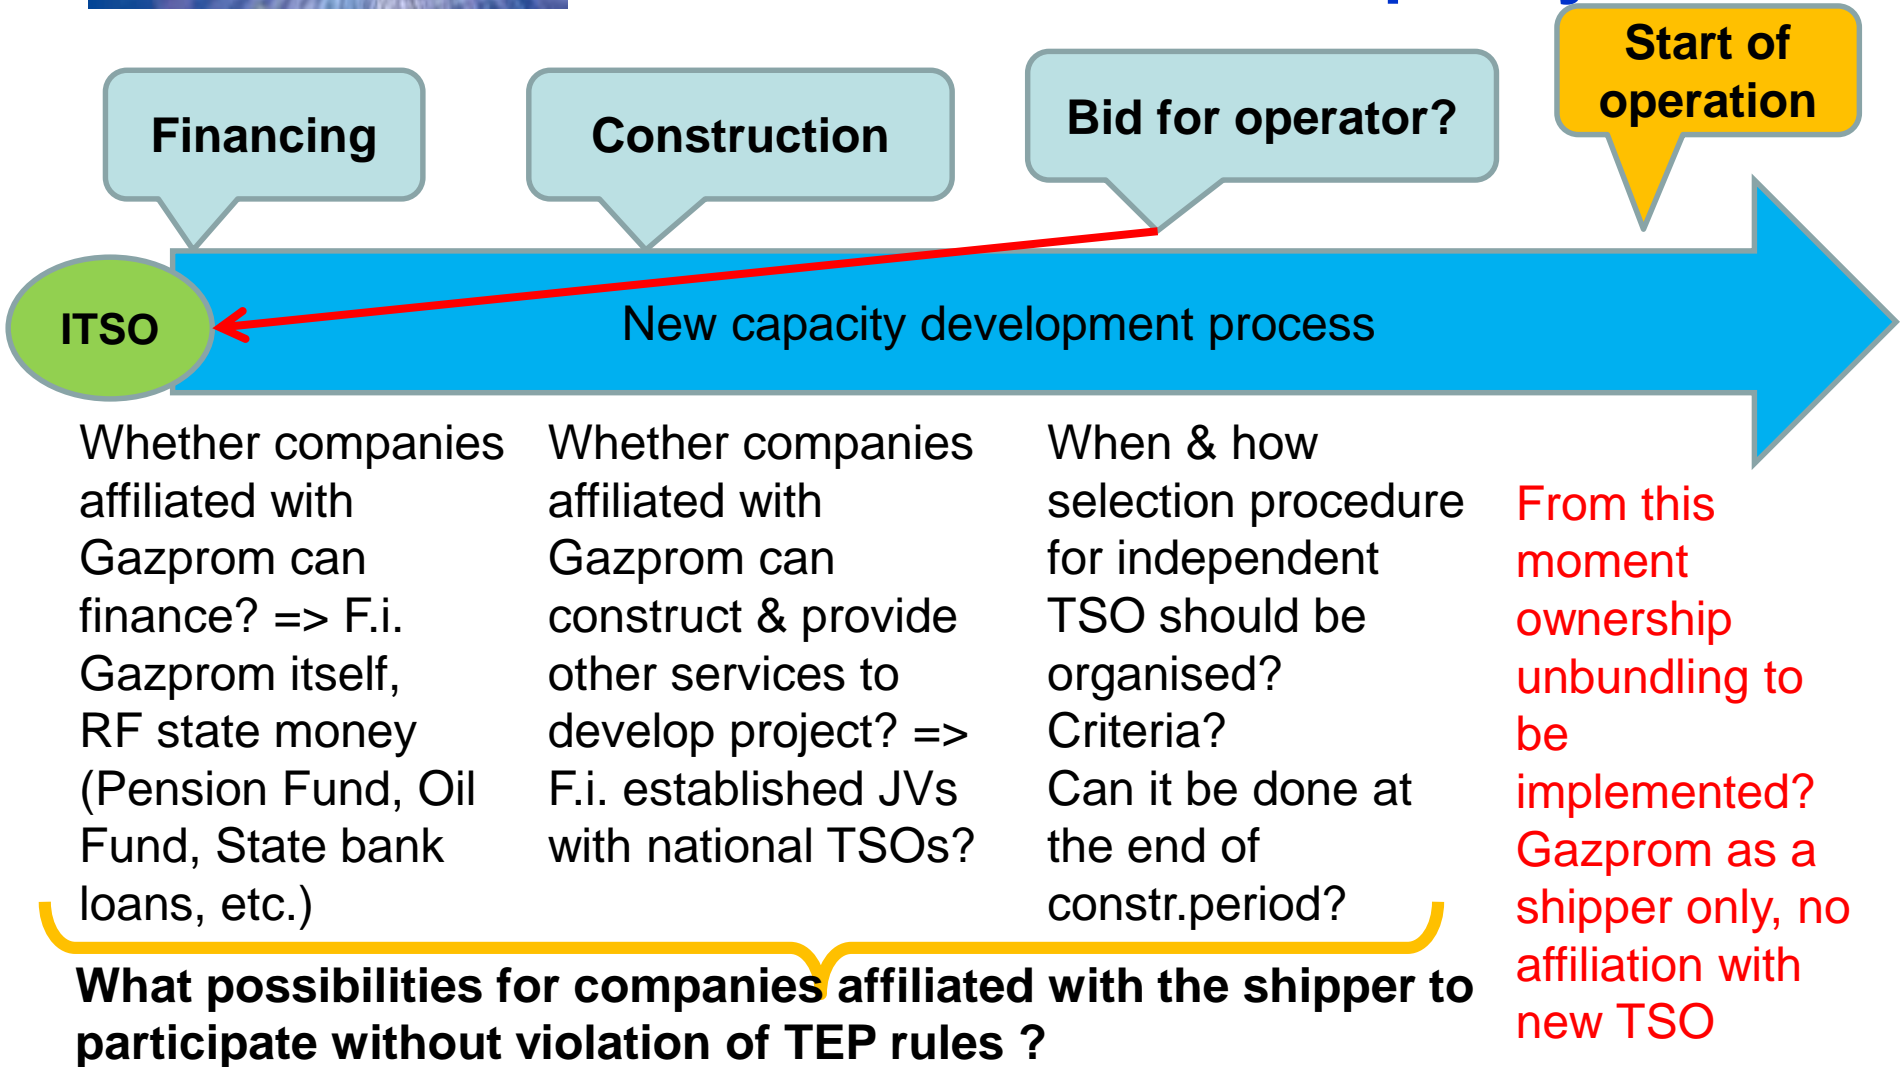 Financing
Construction
Bid for operator?
Start of
operation
ITSO
New capacity development process
Whether companies
affiliated with
Gazprom can
finance? => F.i.
Gazprom itself,
RF state money
(Pension Fund, Oil
Fund, State bank
loans, etc.)
Whether companies
affiliated with
Gazprom can
construct & provide
other services to
develop project? =>
F.i. established JVs
with national TSOs?
When & how
selection procedure
for independent
TSO should be
organised?
Criteria?
Can it be done at
the end of
constr.period?
From this
moment
ownership
unbundling to
be
implemented?
Gazprom as a
shipper only, no
affiliation with
new TSO
What possibilities for companies affiliated with the shipper to
participate without violation of TEP rules ?